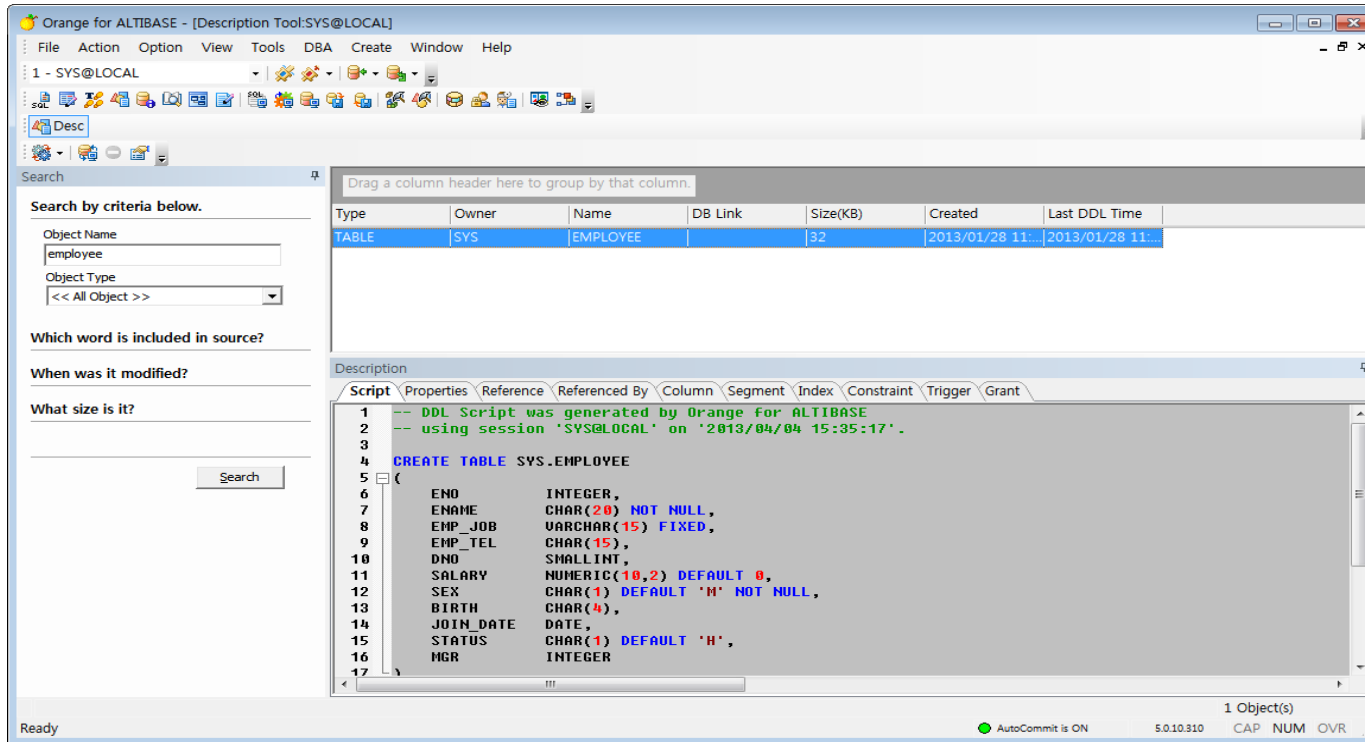 Orange for ALTIBASE - [Description Tool:SYS@LOCAL]
File Action Option View Tools DBA Create Window Help
1 - SYS@LOCAL
SQL
Desc
Search
Search by criteria below.
Object Name
employee
Object Type
<< All Object >>
Which word is included in source?
When was it modified?
What size is it?
Search
Drag a column header here to group by that column.
Type Owner Name DB Link Size(KB) Created Last DDL Time
TABLE SYS EMPLOYEE 32 2013/01/28 11:... 2013/01/28 11:...
Description
Script Properties Reference Referenced By Column Segment Index Constraint Trigger Grant
1 -- DDL Script was generated by Orange for ALTIBASE
2 -- using session 'SYS@LOCAL' on '2013/04/04 15:35:17'.
3
4 CREATE TABLE SYS.EMPLOYEE
5 (
6 ENO INTEGER,
7 ENAME CHAR(20) NOT NULL,
8 EMP_JOB VARCHAR(15) FIXED,
9 EMP_TEL CHAR(15),
10 DNO SMALLINT,
11 SALARY NUMERIC(10,2) DEFAULT 0,
12 SEX CHAR(1) DEFAULT 'M' NOT NULL,
13 BIRTH CHAR(4),
14 JOIN_DATE DATE,
15 STATUS CHAR(1) DEFAULT 'H',
16 MGR INTEGER
17 )
1 Object(s)
Ready AutoCommit is ON 5.0.10.310 CAP NUM OVR